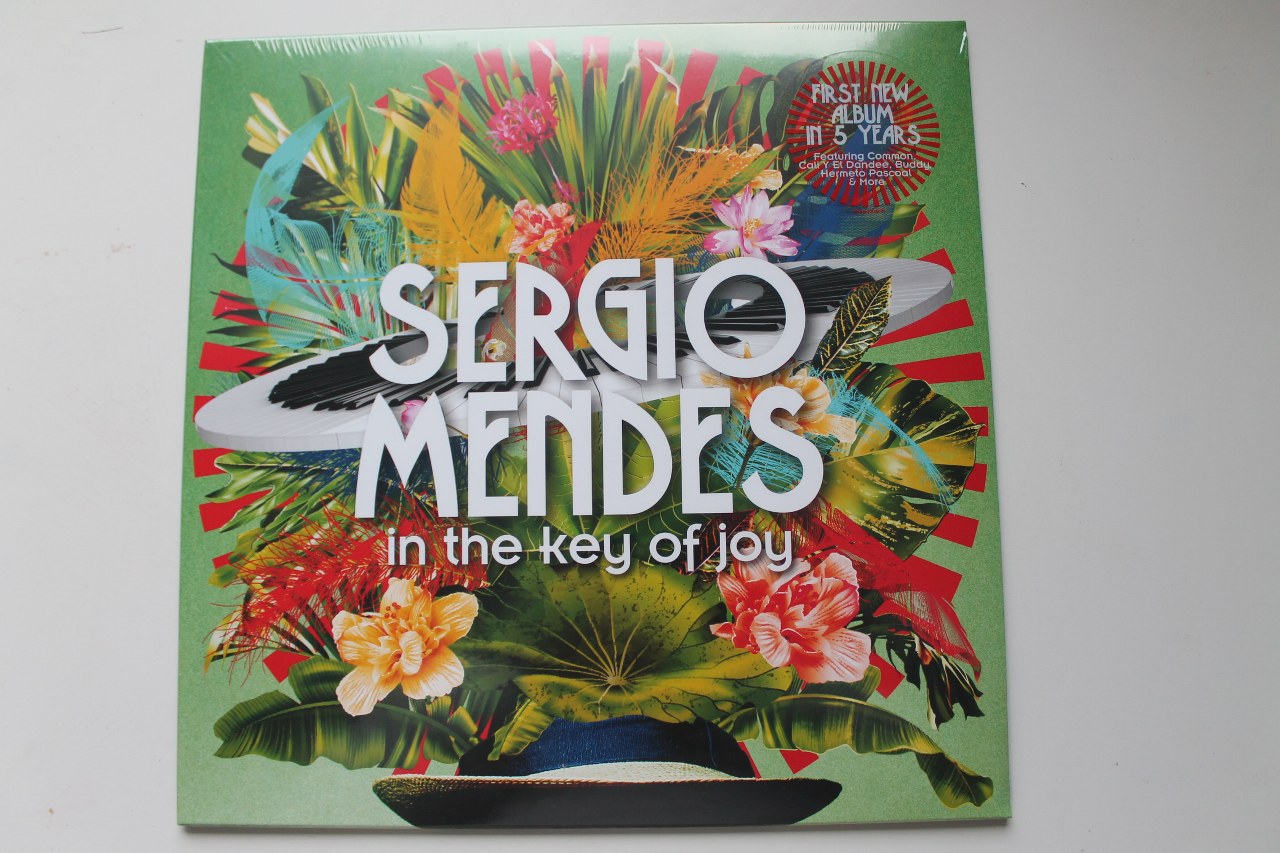 FIRST NEW
ALBUM
IN 5 YEARS
Featuring Common,
Cali Y El Dandee, Buddy,
Hermeto Pascoal
& More
SERGIO
MENDES
in the key of joy